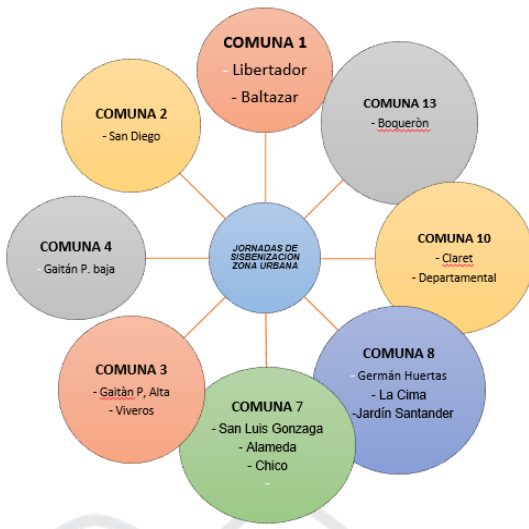 COMUNA 1
- Libertador
- Baltazar
COMUNA 13
- Boqueròn
COMUNA 10
- Claret
- Departamental
COMUNA 8
- Germán Huertas
- La Cima
-Jardín Santander
COMUNA 7
- San Luis Gonzaga
- Alameda
- Chico
-
COMUNA 3
- Gaitàn P, Alta
- Viveros
COMUNA 4
- Gaitán P. baja
COMUNA 2
- San Diego
JORNADAS DE
SISBENIZACION
ZONA URBANA